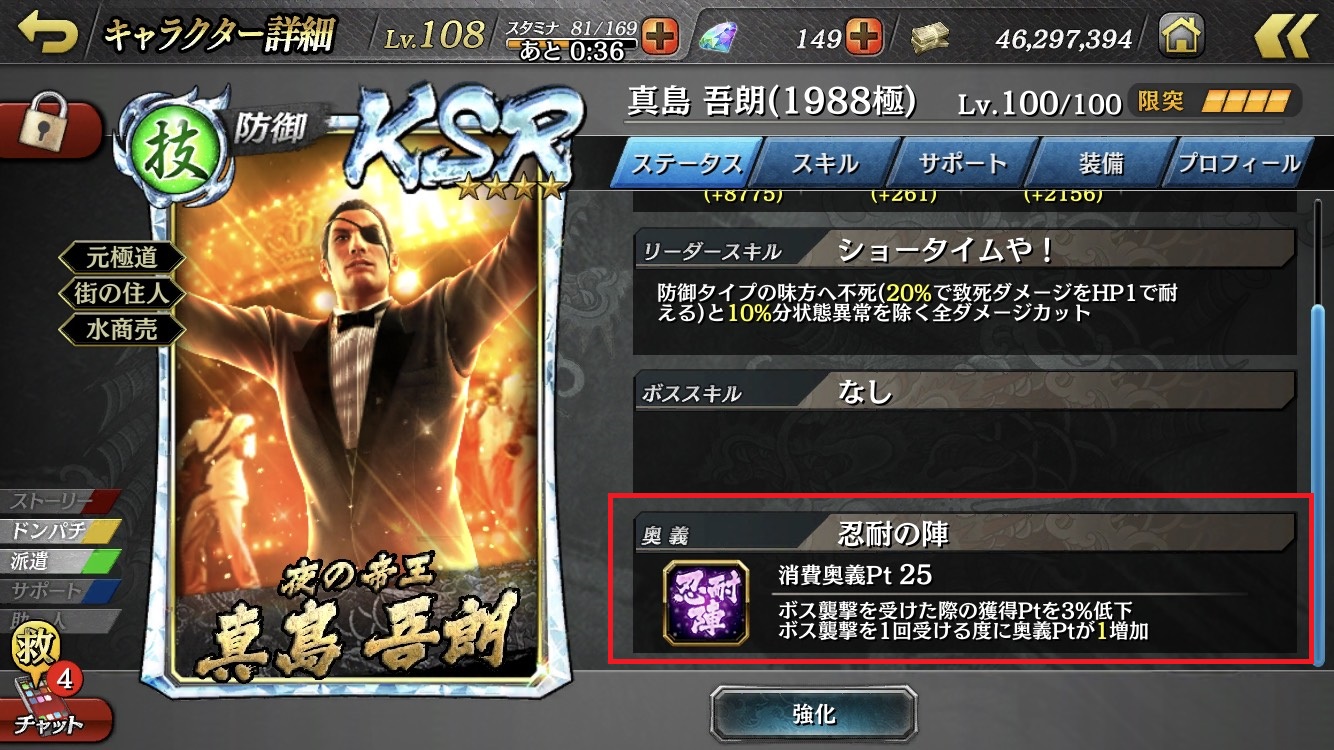 キャラクター詳細
Lv.108
スタミナ 81/169
あと 0:36
149
46,297,394
技
防御
KSR
真島 吾朗(1988極)
Lv.100/100
限突
ステータス
スキル
サポート
装備
プロフィール
(+8775)
(+261)
(+2156)
元極道
街の住人
水商売
リーダースキル
ショータイムや！
防御タイプの味方へ不死(20%で致死ダメージをHP1で耐
える)と10%分状態異常を除く全ダメージカット
ボススキル
なし
奥義
忍耐の陣
忍耐
陣
消費奥義Pt 25
ボス襲撃を受けた際の獲得Ptを3%低下
ボス襲撃を1回受ける度に奥義Ptが1増加
ストーリー
ドンパチ
派遣
サポート
夜の帝王
真島 吾朗
救
4
チャット
強化